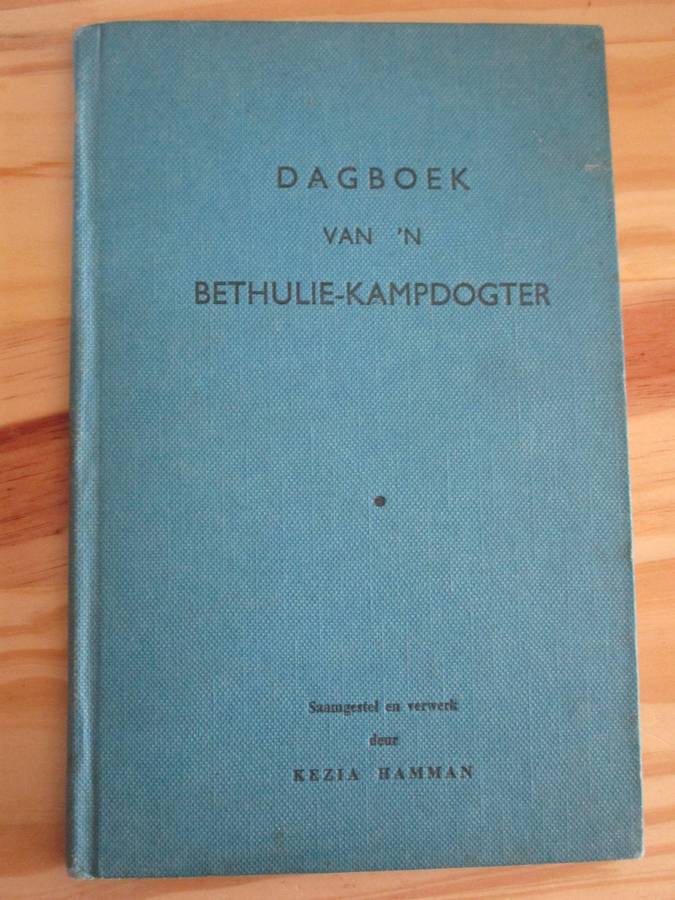 DAGBOEK
VAN 'N
BETHULIE-KAMPDOGTER
Saamgestel en verwerk
deur
KEZIA HAMMAN